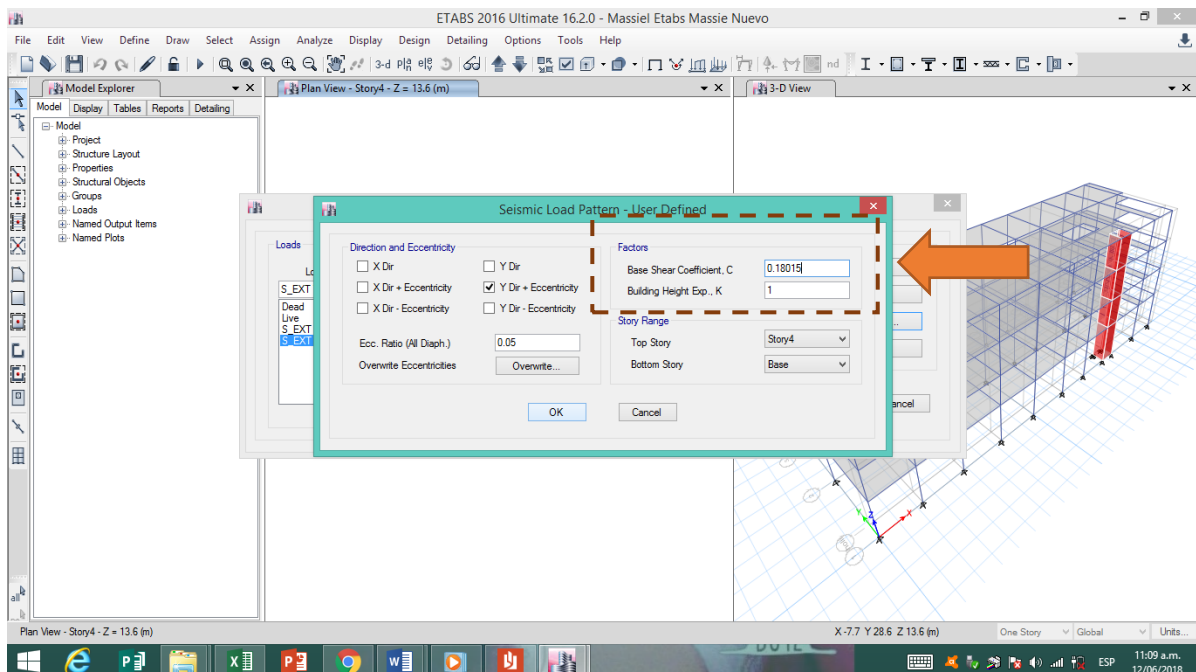 ETABS 2016 Ultimate 16.2.0 - Massiel Etabs Massie Nuevo
File Edit View Define Draw Select Assign Analyze Display Design Detailing Options Tools Help
3-d nd
Model Explorer
Plan View - Story4 - Z = 13.6 (m)
3-D View
Model Display Tables Reports Detailing
Model
Project
Structure Layout
Properties
Structural Objects
Groups
Loads
Named Output Items
Named Plots
Seismic Load Pattern - User Defined
Loads
S_EXT
Dead
Live
S_EXT
S_EXT
Direction and Eccentricity
X Dir Y Dir
X Dir + Eccentricity Y Dir + Eccentricity
X Dir - Eccentricity Y Dir - Eccentricity
Ecc. Ratio (All Diaph.) 0.05
Overwrite Eccentricities Overwrite...
Factors
Base Shear Coefficient, C 0.18015
Building Height Exp., K 1
Story Range
Top Story Story4
Bottom Story Base
OK Cancel
ancel
Y Z X
all
Plan View - Story4 - Z = 13.6 (m)
X -7.7 Y 28.6 Z 13.6 (m)
One Story Global Units...
ESP
11:09 a.m.
12/06/2018